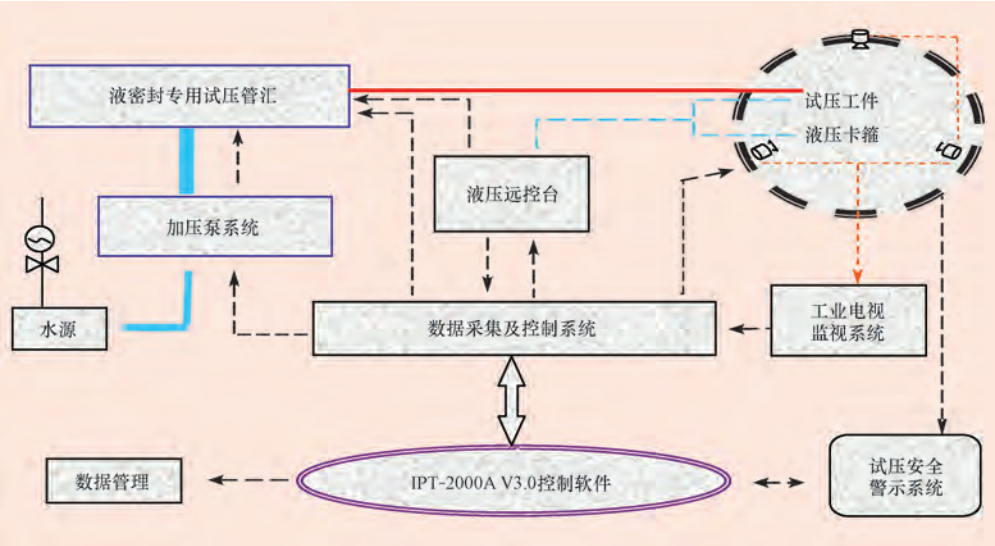 液密封专用试压管汇
试压工件
液压卡箍
液压远控台
加压泵系统
水源
数据采集及控制系统
工业电视
监视系统
数据管理
IPT-2000A V3.0控制软件
试压安全
警示系统